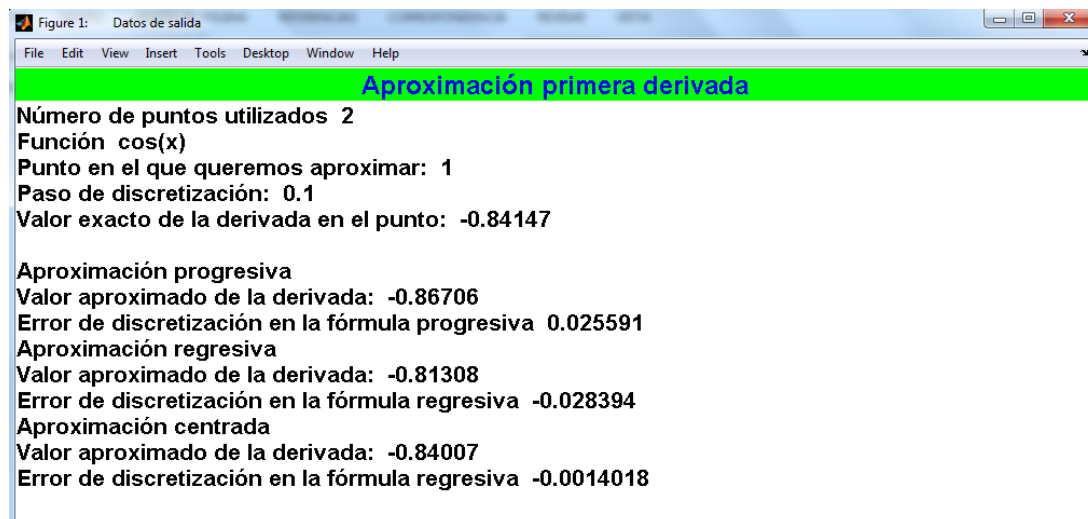 REFERENCIAS CORRESPONDENCIA REVISAR VISTA
Figure 1: Datos de salida
File Edit View Insert Tools Desktop Window Help
Aproximación primera derivada
Número de puntos utilizados 2
Función cos(x)
Punto en el que queremos aproximar: 1
Paso de discretización: 0.1
Valor exacto de la derivada en el punto: -0.84147
Aproximación progresiva
Valor aproximado de la derivada: -0.86706
Error de discretización en la fórmula progresiva 0.025591
Aproximación regresiva
Valor aproximado de la derivada: -0.81308
Error de discretización en la fórmula regresiva -0.028394
Aproximación centrada
Valor aproximado de la derivada: -0.84007
Error de discretización en la fórmula regresiva -0.0014018